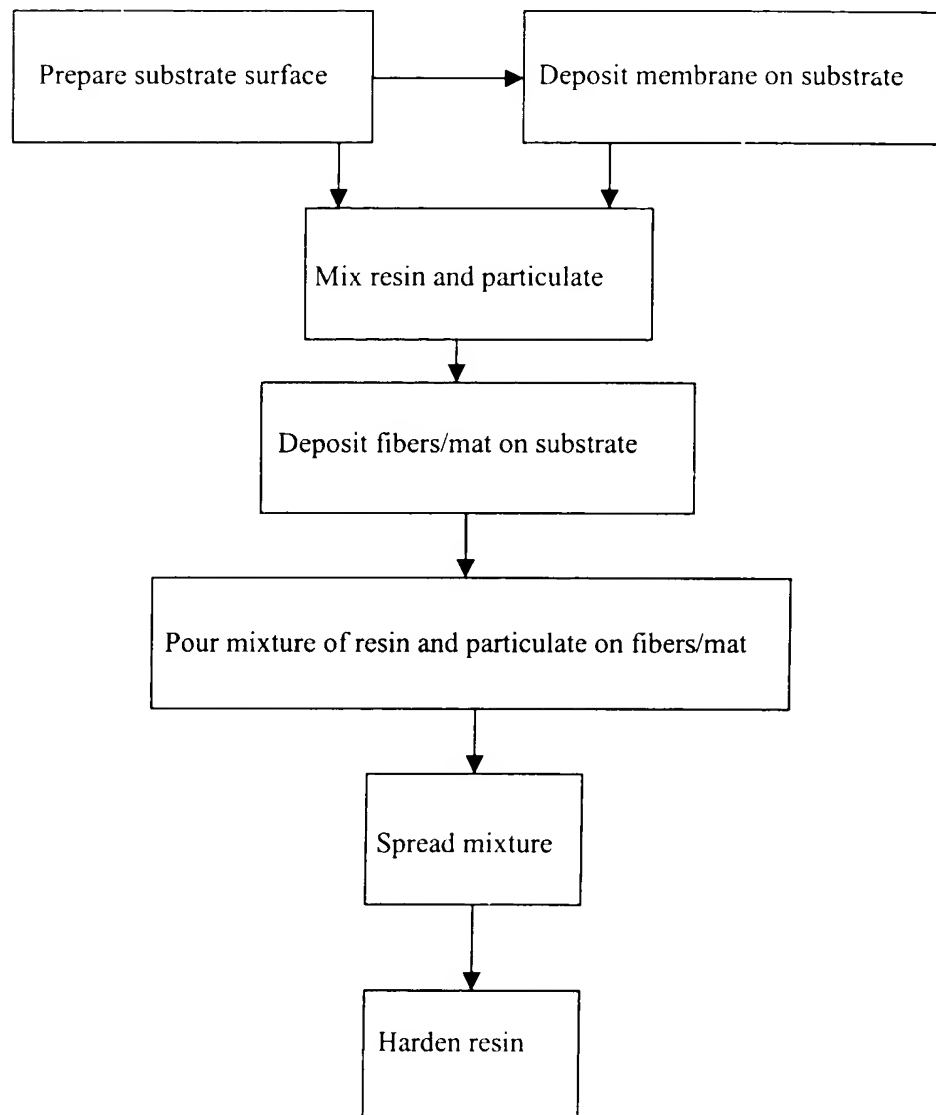 Prepare substrate surface
Deposit membrane on substrate
Mix resin and particulate
Deposit fibers/mat on substrate
Pour mixture of resin and particulate on fibers/mat
Spread mixture
Harden resin